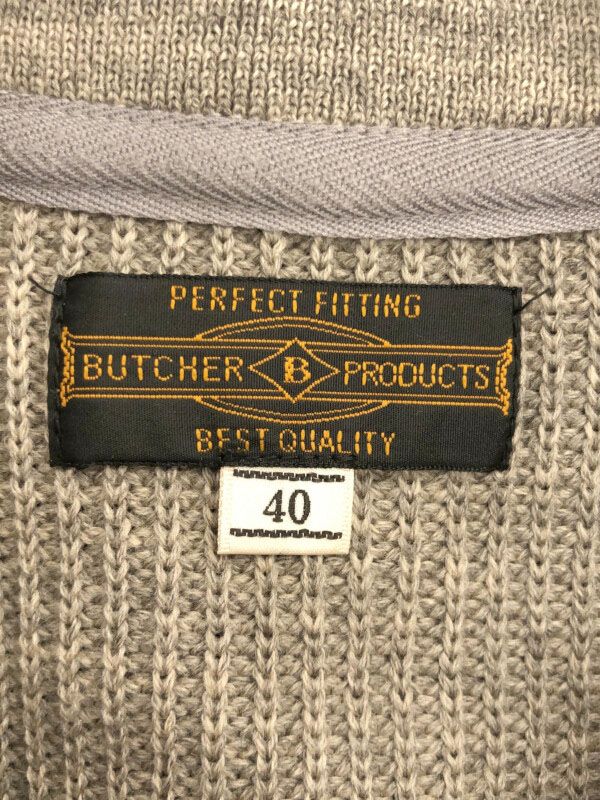 PERFECT FITTING
BUTCHER B PRODUCTS
BEST QUALITY
40